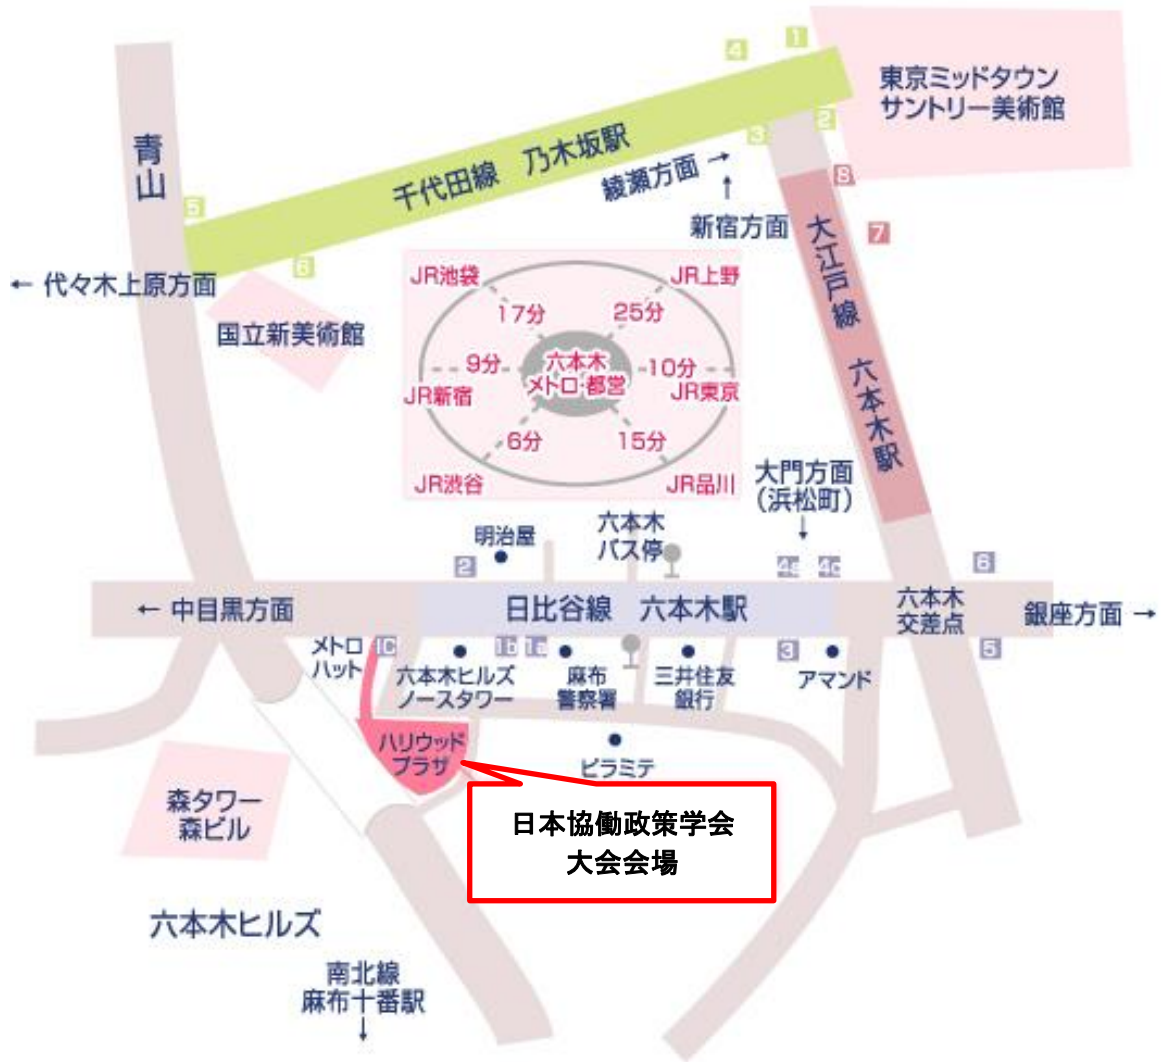 1
4
東京ミッドタウン
サントリー美術館
3
2
青山
千代田線 乃木坂駅
綾瀬方面 →
8
5
新宿方面
↑
7
大江戸線 六本木駅
6
← 代々木上原方面
国立新美術館
JR池袋
JR上野
17分
25分
9分
六本木
メトロ・都営
10分
JR新宿
JR東京
6分
15分
JR渋谷
JR品川
大門方面
(浜松町)
↓
明治屋
六本木
バス停
2
4a
6
← 中目黒方面
日比谷線 六本木駅
六本木
交差点
銀座方面 →
メトロ
ハット
1C
六本木ヒルズ
ノースタワー
1b
1a
麻布
警察署
三井住友
銀行
3
アマンド
5
ハリウッド
プラザ
ピラミデ
森タワー
森ビル
日本協働政策学会
大会会場
六本木ヒルズ
南北線
麻布十番駅
↓